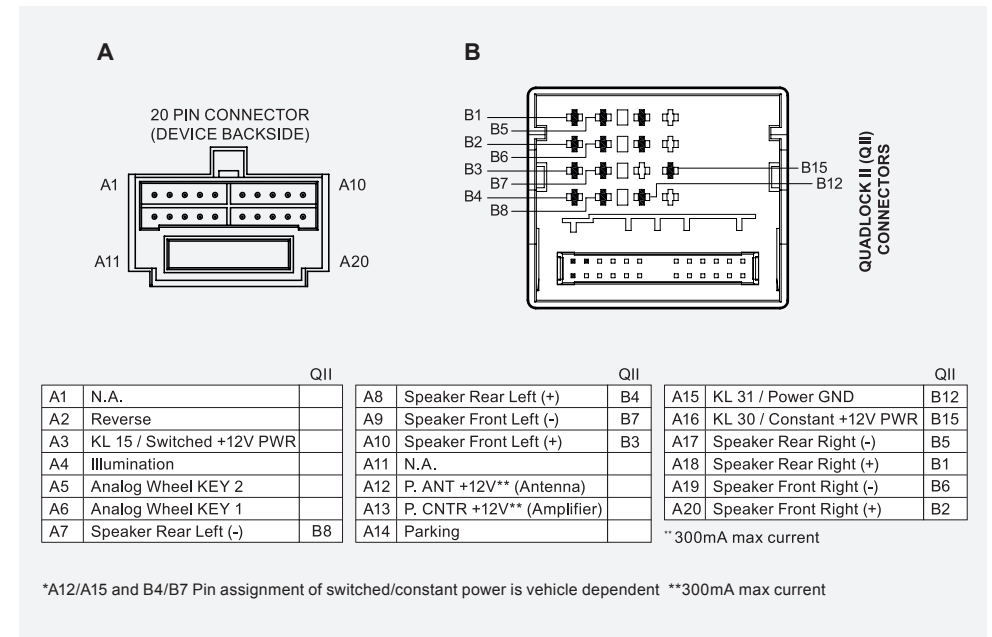 A
B
20 PIN CONNECTOR
(DEVICE BACKSIDE)
A1
A10
A11
A20
B1
B5
B2
B6
B3
B7
B4
B8
B15
B12
QUADLOCK II (QII)
CONNECTORS
QII
A1 N.A.
A2 Reverse
A3 KL 15 / Switched +12V PWR
A4 Illumination
A5 Analog Wheel KEY 2
A6 Analog Wheel KEY 1
A7 Speaker Rear Left (-) B8
QII
A8 Speaker Rear Left (+) B4
A9 Speaker Front Left (-) B7
A10 Speaker Front Left (+) B3
A11 N.A.
A12 P. ANT +12V** (Antenna)
A13 P. CNTR +12V** (Amplifier)
A14 Parking
QII
A15 KL 31 / Power GND B12
A16 KL 30 / Constant +12V PWR B15
A17 Speaker Rear Right (-) B5
A18 Speaker Rear Right (+) B1
A19 Speaker Front Right (-) B6
A20 Speaker Front Right (+) B2
**300mA max current
*A12/A15 and B4/B7 Pin assignment of switched/constant power is vehicle dependent **300mA max current